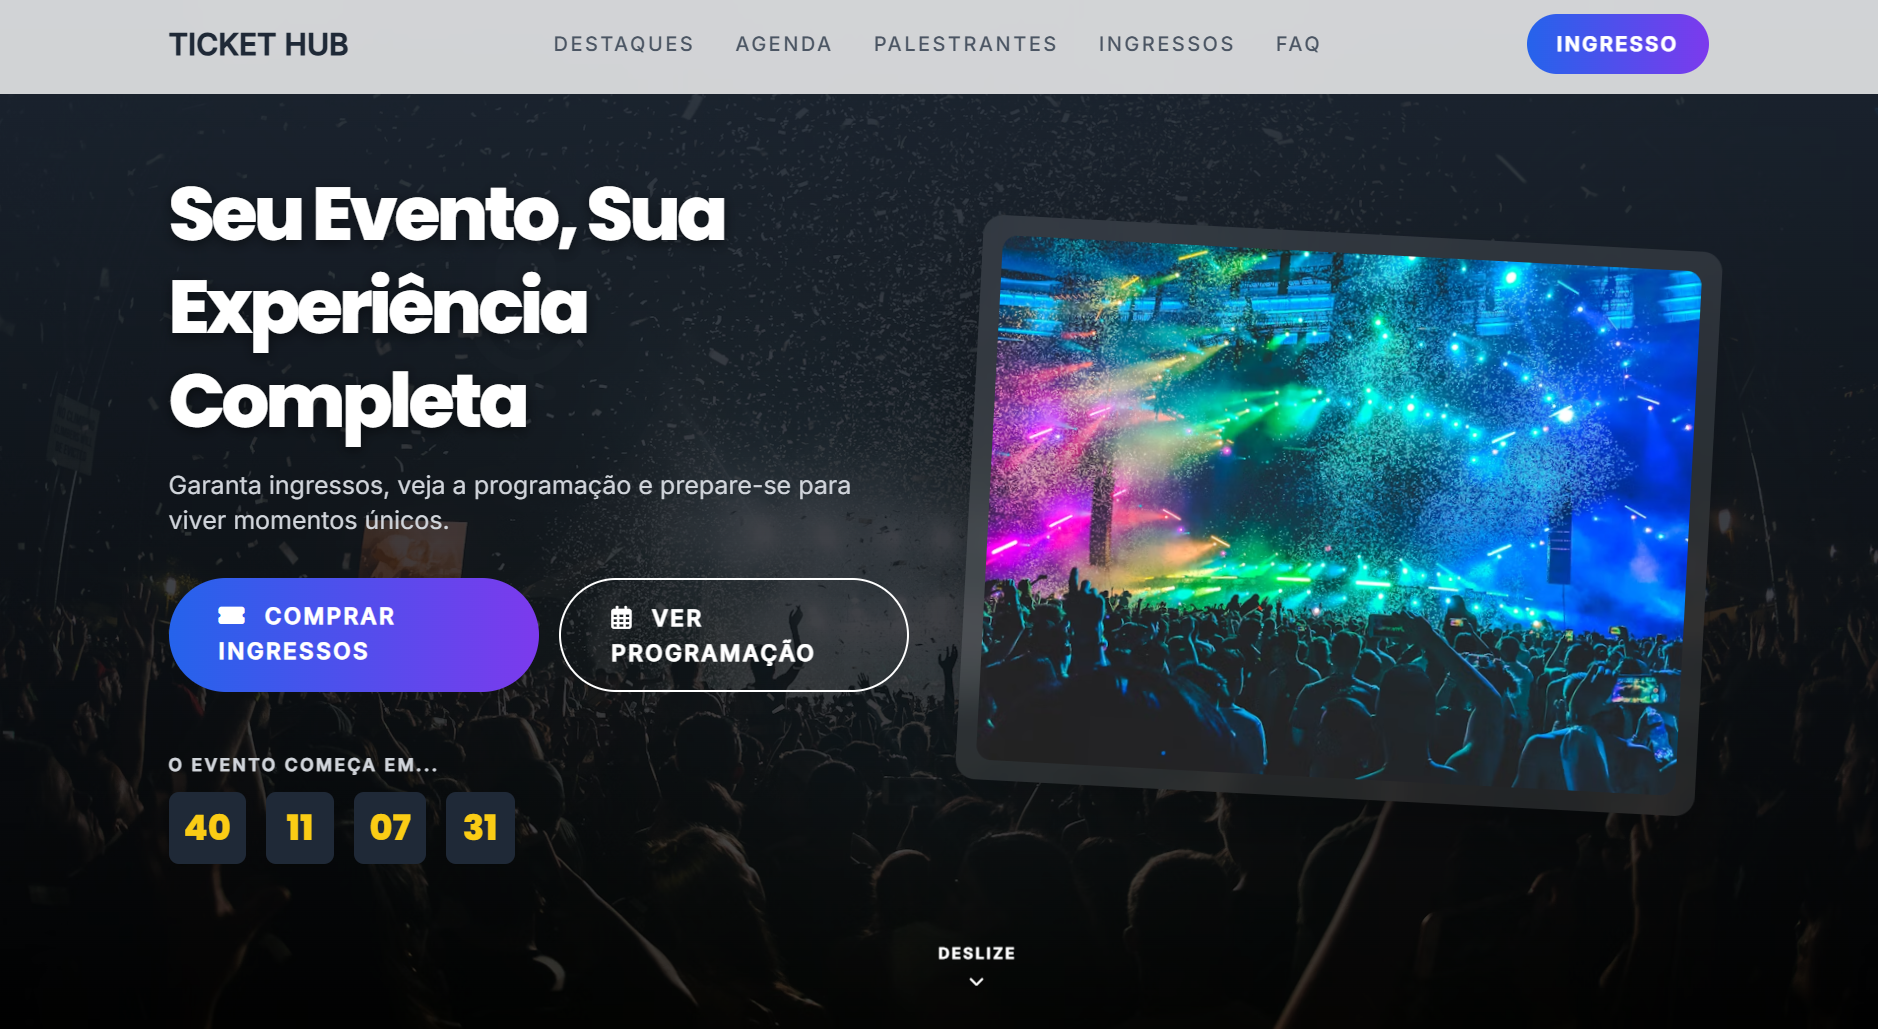 TICKET HUB
DESTAQUES AGENDA PALESTRANTES INGRESSOS FAQ
INGRESSO
Seu Evento, Sua
Experiência
Completa
Garanta ingressos, veja a programação e prepare-se para
viver momentos únicos.
COMPRAR
INGRESSOS
VER
PROGRAMAÇÃO
O EVENTO COMEÇA EM...
40 11 07 31
DESLIZE